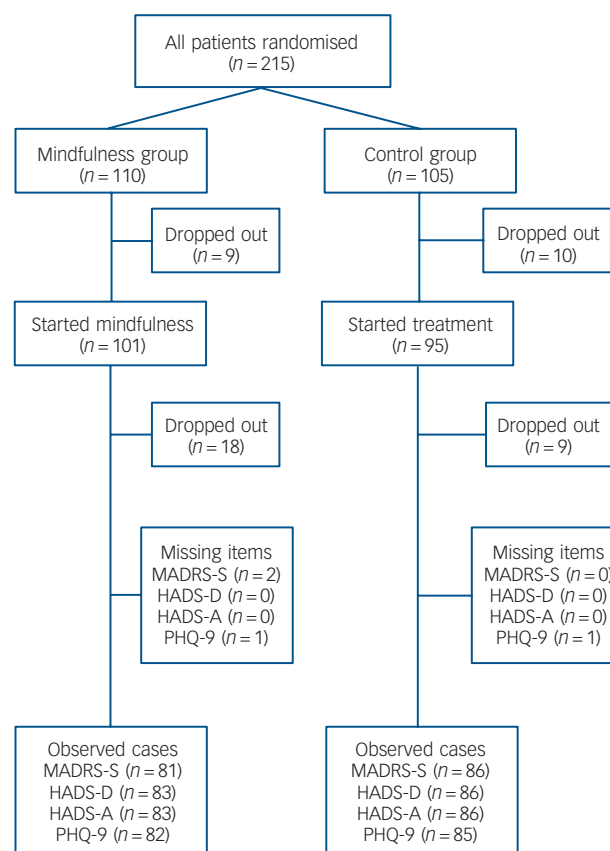 All patients randomised
(n = 215)
Mindfulness group
(n = 110)
Control group
(n = 105)
Dropped out
(n = 9)
Dropped out
(n = 10)
Started mindfulness
(n = 101)
Started treatment
(n = 95)
Dropped out
(n = 18)
Dropped out
(n = 9)
Missing items
MADRS-S (n = 2)
HADS-D (n = 0)
HADS-A (n = 0)
PHQ-9 (n = 1)
Missing items
MADRS-S (n = 0)
HADS-D (n = 0)
HADS-A (n = 0)
PHQ-9 (n = 1)
Observed cases
MADRS-S (n = 81)
HADS-D (n = 83)
HADS-A (n = 83)
PHQ-9 (n = 82)
Observed cases
MADRS-S (n = 86)
HADS-D (n = 86)
HADS-A (n = 86)
PHQ-9 (n = 85)